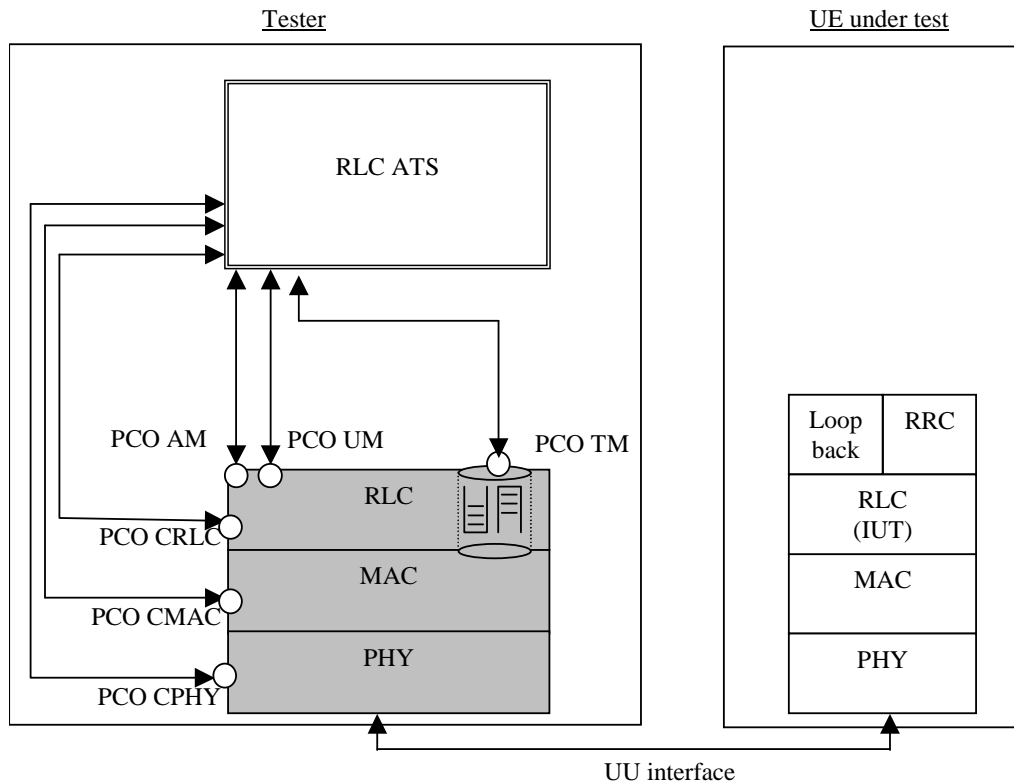 Tester
UE under test
RLC ATS
PCO AM
PCO UM
PCO TM
Loop
back
RRC
RLC
RLC
(IUT)
PCO CRLC
MAC
MAC
PCO CMAC
PHY
PHY
PCO CPHY
UU interface